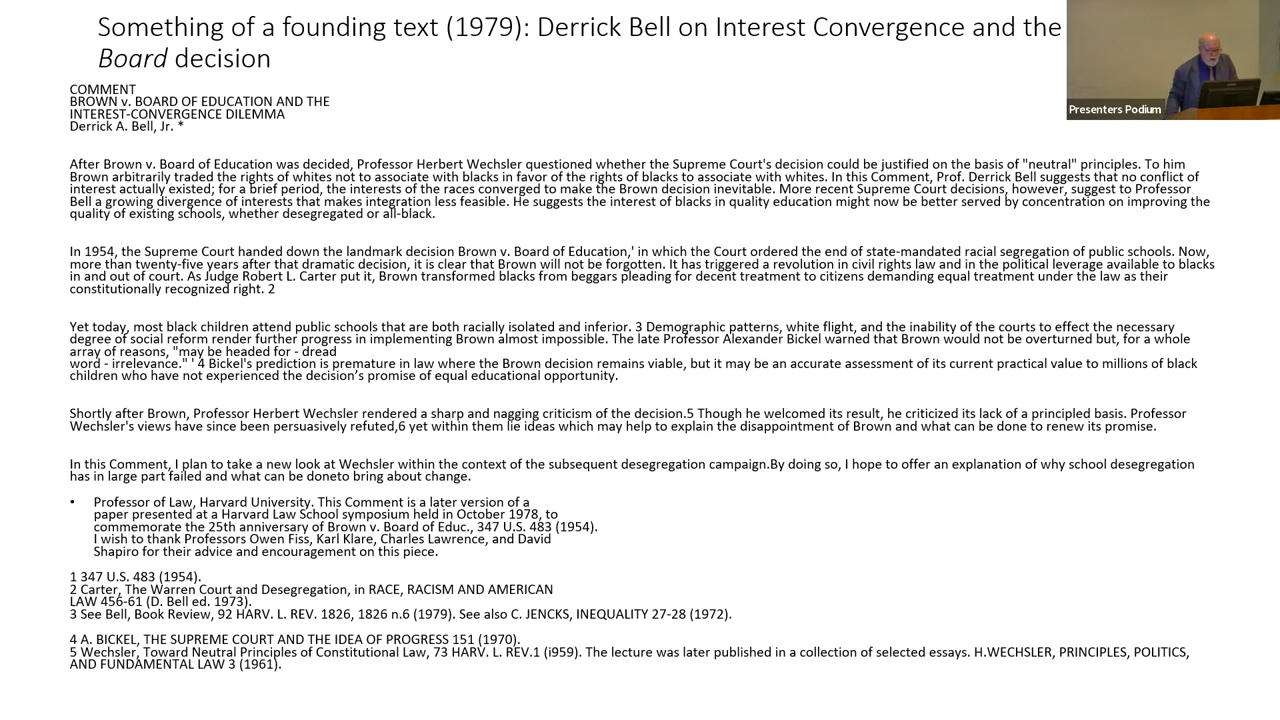 Something of a founding text (1979): Derrick Bell on Interest Convergence and the
Board decision
Presenters Podium
COMMENT
BROWN v. BOARD OF EDUCATION AND THE
INTEREST-CONVERGENCE DILEMMA
Derrick A. Bell, Jr. *
After Brown v. Board of Education was decided, Professor Herbert Wechsler questioned whether the Supreme Court's decision could be justified on the basis of "neutral" principles. To him
Brown arbitrarily traded the rights of whites not to associate with blacks in favor of the rights of blacks to associate with whites. In this Comment, Prof. Derrick Bell suggests that no conflict of
interest actually existed; for a brief period, the interests of the races converged to make the Brown decision inevitable. More recent Supreme Court decisions, however, suggest to Professor
Bell a growing divergence of interests that makes integration less feasible. He suggests the interest of blacks in quality education might now be better served by concentration on improving the
quality of existing schools, whether desegregated or all-black.
In 1954, the Supreme Court handed down the landmark decision Brown v. Board of Education,' in which the Court ordered the end of state-mandated racial segregation of public schools. Now,
more than twenty-five years after that dramatic decision, it is clear that Brown will not be forgotten. It has triggered a revolution in civil rights law and in the political leverage available to blacks
in and out of court. As Judge Robert L. Carter put it, Brown transformed blacks from beggars pleading for decent treatment to citizens demanding equal treatment under the law as their
constitutionally recognized right. 2
Yet today, most black children attend public schools that are both racially isolated and inferior. 3 Demographic patterns, white flight, and the inability of the courts to effect the necessary
degree of social reform render further progress in implementing Brown almost impossible. The late Professor Alexander Bickel warned that Brown would not be overturned but, for a whole
array of reasons, "may be headed for - dread
word - irrelevance." ' 4 Bickel's prediction is premature in law where the Brown decision remains viable, but it may be an accurate assessment of its current practical value to millions of black
children who have not experienced the decision’s promise of equal educational opportunity.
Shortly after Brown, Professor Herbert Wechsler rendered a sharp and nagging criticism of the decision.5 Though he welcomed its result, he criticized its lack of a principled basis. Professor
Wechsler's views have since been persuasively refuted,6 yet within them lie ideas which may help to explain the disappointment of Brown and what can be done to renew its promise.
In this Comment, I plan to take a new look at Wechsler within the context of the subsequent desegregation campaign.By doing so, I hope to offer an explanation of why school desegregation
has in large part failed and what can be doneto bring about change.
• Professor of Law, Harvard University. This Comment is a later version of a
paper presented at a Harvard Law School symposium held in October 1978, to
commemorate the 25th anniversary of Brown v. Board of Educ., 347 U.S. 483 (1954).
I wish to thank Professors Owen Fiss, Karl Klare, Charles Lawrence, and David
Shapiro for their advice and encouragement on this piece.
1 347 U.S. 483 (1954).
2 Carter, The Warren Court and Desegregation, in RACE, RACISM AND AMERICAN
LAW 456-61 (D. Bell ed. 1973).
3 See Bell, Book Review, 92 HARV. L. REV. 1826, 1826 n.6 (1979). See also C. JENCKS, INEQUALITY 27-28 (1972).
4 A. BICKEL, THE SUPREME COURT AND THE IDEA OF PROGRESS 151 (1970).
5 Wechsler, Toward Neutral Principles of Constitutional Law, 73 HARV. L. REV.1 (i959). The lecture was later published in a collection of selected essays. H.WECHSLER, PRINCIPLES, POLITICS,
AND FUNDAMENTAL LAW 3 (1961).